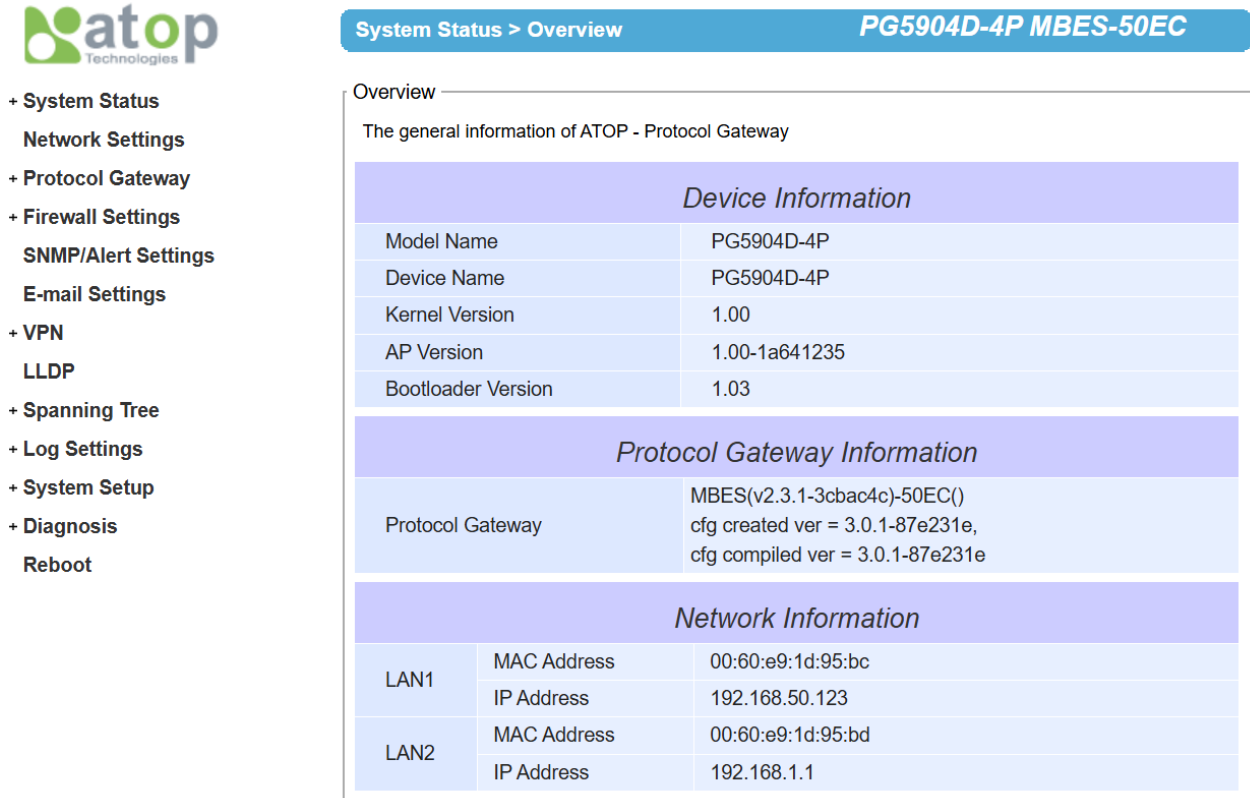 atop
Technologies
+ System Status
Network Settings
+ Protocol Gateway
+ Firewall Settings
SNMP/Alert Settings
E-mail Settings
+ VPN
LLDP
+ Spanning Tree
+ Log Settings
+ System Setup
+ Diagnosis
Reboot
System Status > Overview PG5904D-4P MBES-50EC
Overview
The general information of ATOP - Protocol Gateway
Device Information
Model Name PG5904D-4P
Device Name PG5904D-4P
Kernel Version 1.00
AP Version 1.00-1a641235
Bootloader Version 1.03
Protocol Gateway Information
Protocol Gateway
MBES(v2.3.1-3cbac4c)-50EC()
cfg created ver = 3.0.1-87e231e,
cfg compiled ver = 3.0.1-87e231e
Network Information
LAN1
MAC Address 00:60:e9:1d:95:bc
IP Address 192.168.50.123
LAN2
MAC Address 00:60:e9:1d:95:bd
IP Address 192.168.1.1